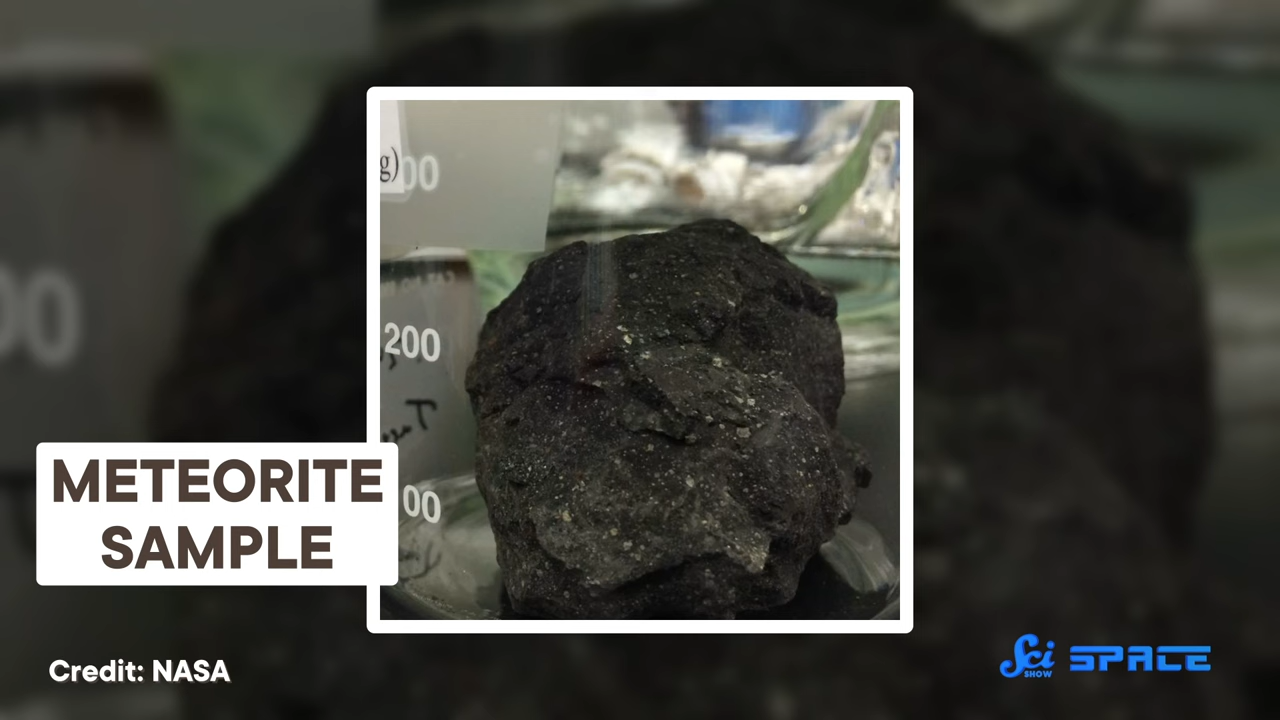 g)
00
200
00
METEORITE
SAMPLE
Credit: NASA
Sci
SHOW
SPACE